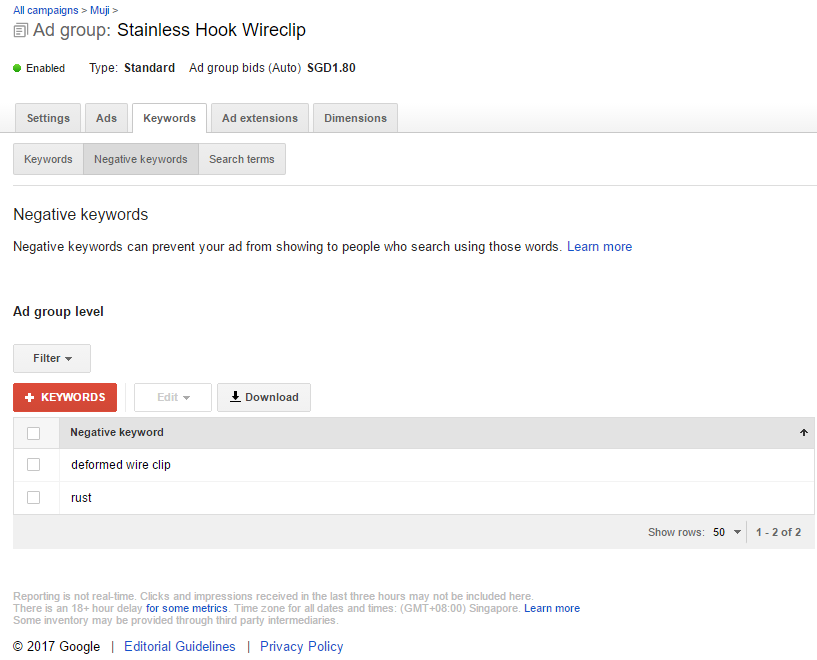 All campaigns > Muji >
Ad group: Stainless Hook Wireclip
Enabled Type: Standard Ad group bids (Auto) SGD1.80
Settings Ads Keywords Ad extensions Dimensions
Keywords Negative keywords Search terms
Negative keywords
Negative keywords can prevent your ad from showing to people who search using those words. Learn more
Ad group level
Filter
+ KEYWORDS Edit Download
Negative keyword
deformed wire clip
rust
Show rows: 50 1 - 2 of 2
Reporting is not real-time. Clicks and impressions received in the last three hours may not be included here.
There is an 18+ hour delay for some metrics. Time zone for all dates and times: (GMT+08:00) Singapore. Learn more
Some inventory may be provided through third party intermediaries.
© 2017 Google | Editorial Guidelines | Privacy Policy